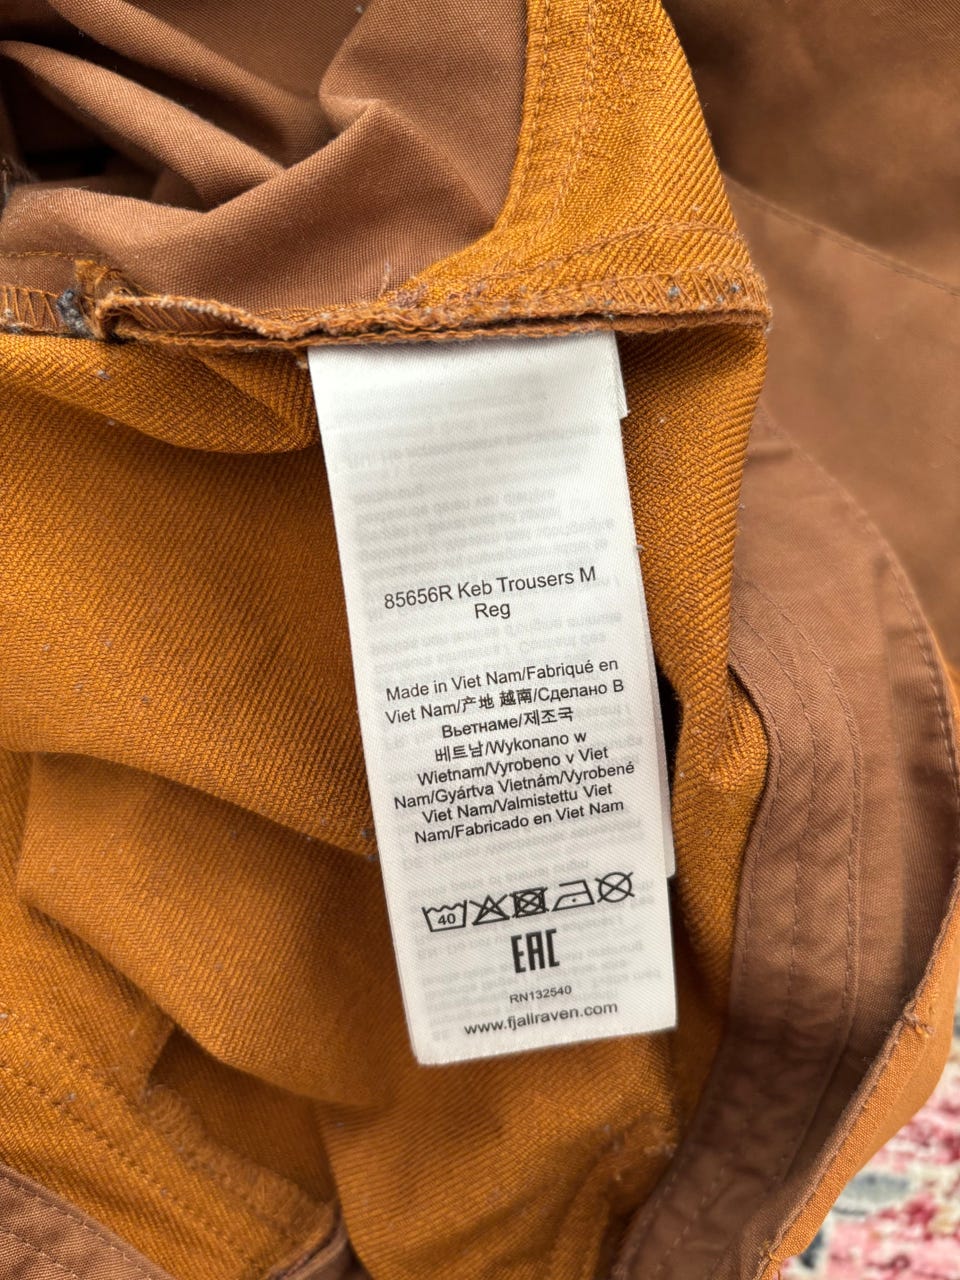 85656R Keb Trousers M
Reg
Made in Viet Nam/Fabriqué en
Viet Nam/产地 越南/Сделано В
Вьетнаме/제조국
베트남/Wykonano w
Wietnam/Vyrobeno v Viet
Nam/Gyártva Vietnám/Vyrobené
Viet Nam/Valmistettu Viet
Nam/Fabricado en Viet Nam
40
EAC
RN132540
www.fjallraven.com